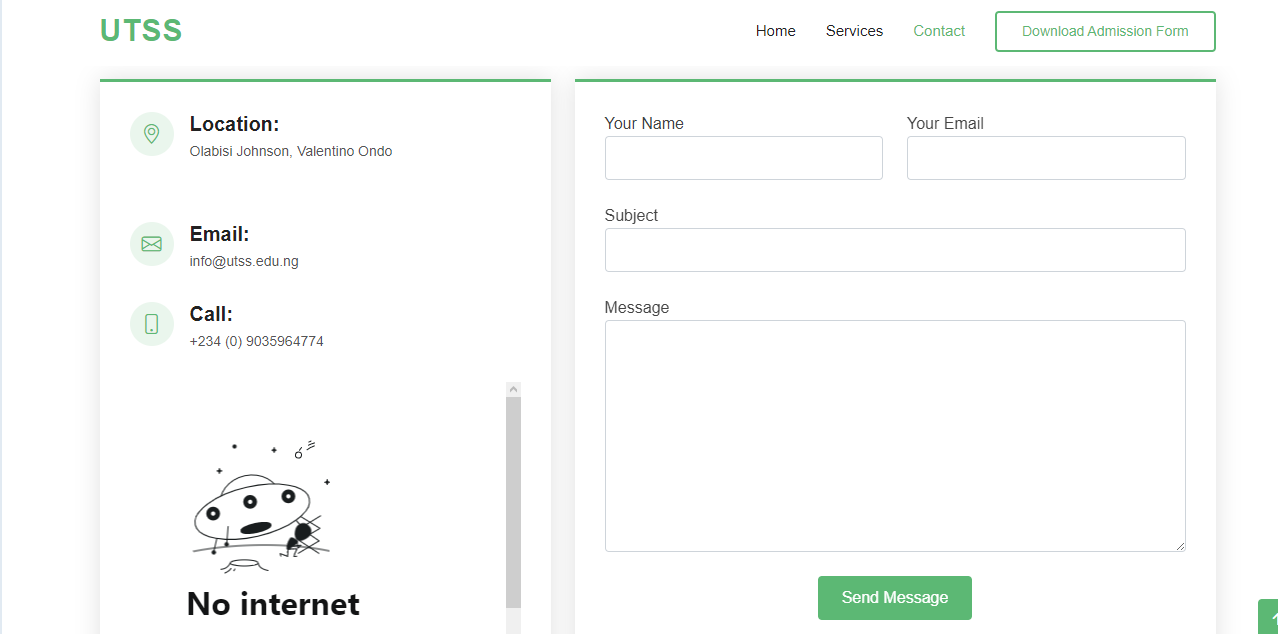 UTSS
Home Services Contact Download Admission Form
Location:
Olabisi Johnson, Valentino Ondo
Email:
info@utss.edu.ng
Call:
+234 (0) 9035964774
No internet
Your Name
Your Email
Subject
Message
Send Message